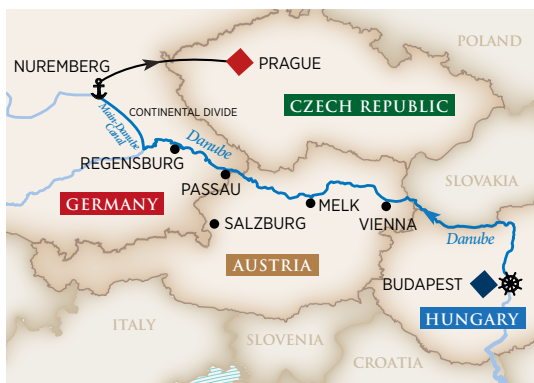 POLAND
NUREMBERG
PRAGUE
CONTINENTAL DIVIDE
CZECH REPUBLIC
Main-Danube
Canal
Danube
REGENSBURG
PASSAU
SLOVAKIA
GERMANY
MELK
SALZBURG
VIENNA
Danube
AUSTRIA
BUDAPEST
HUNGARY
ITALY
SLOVENIA
CROATIA